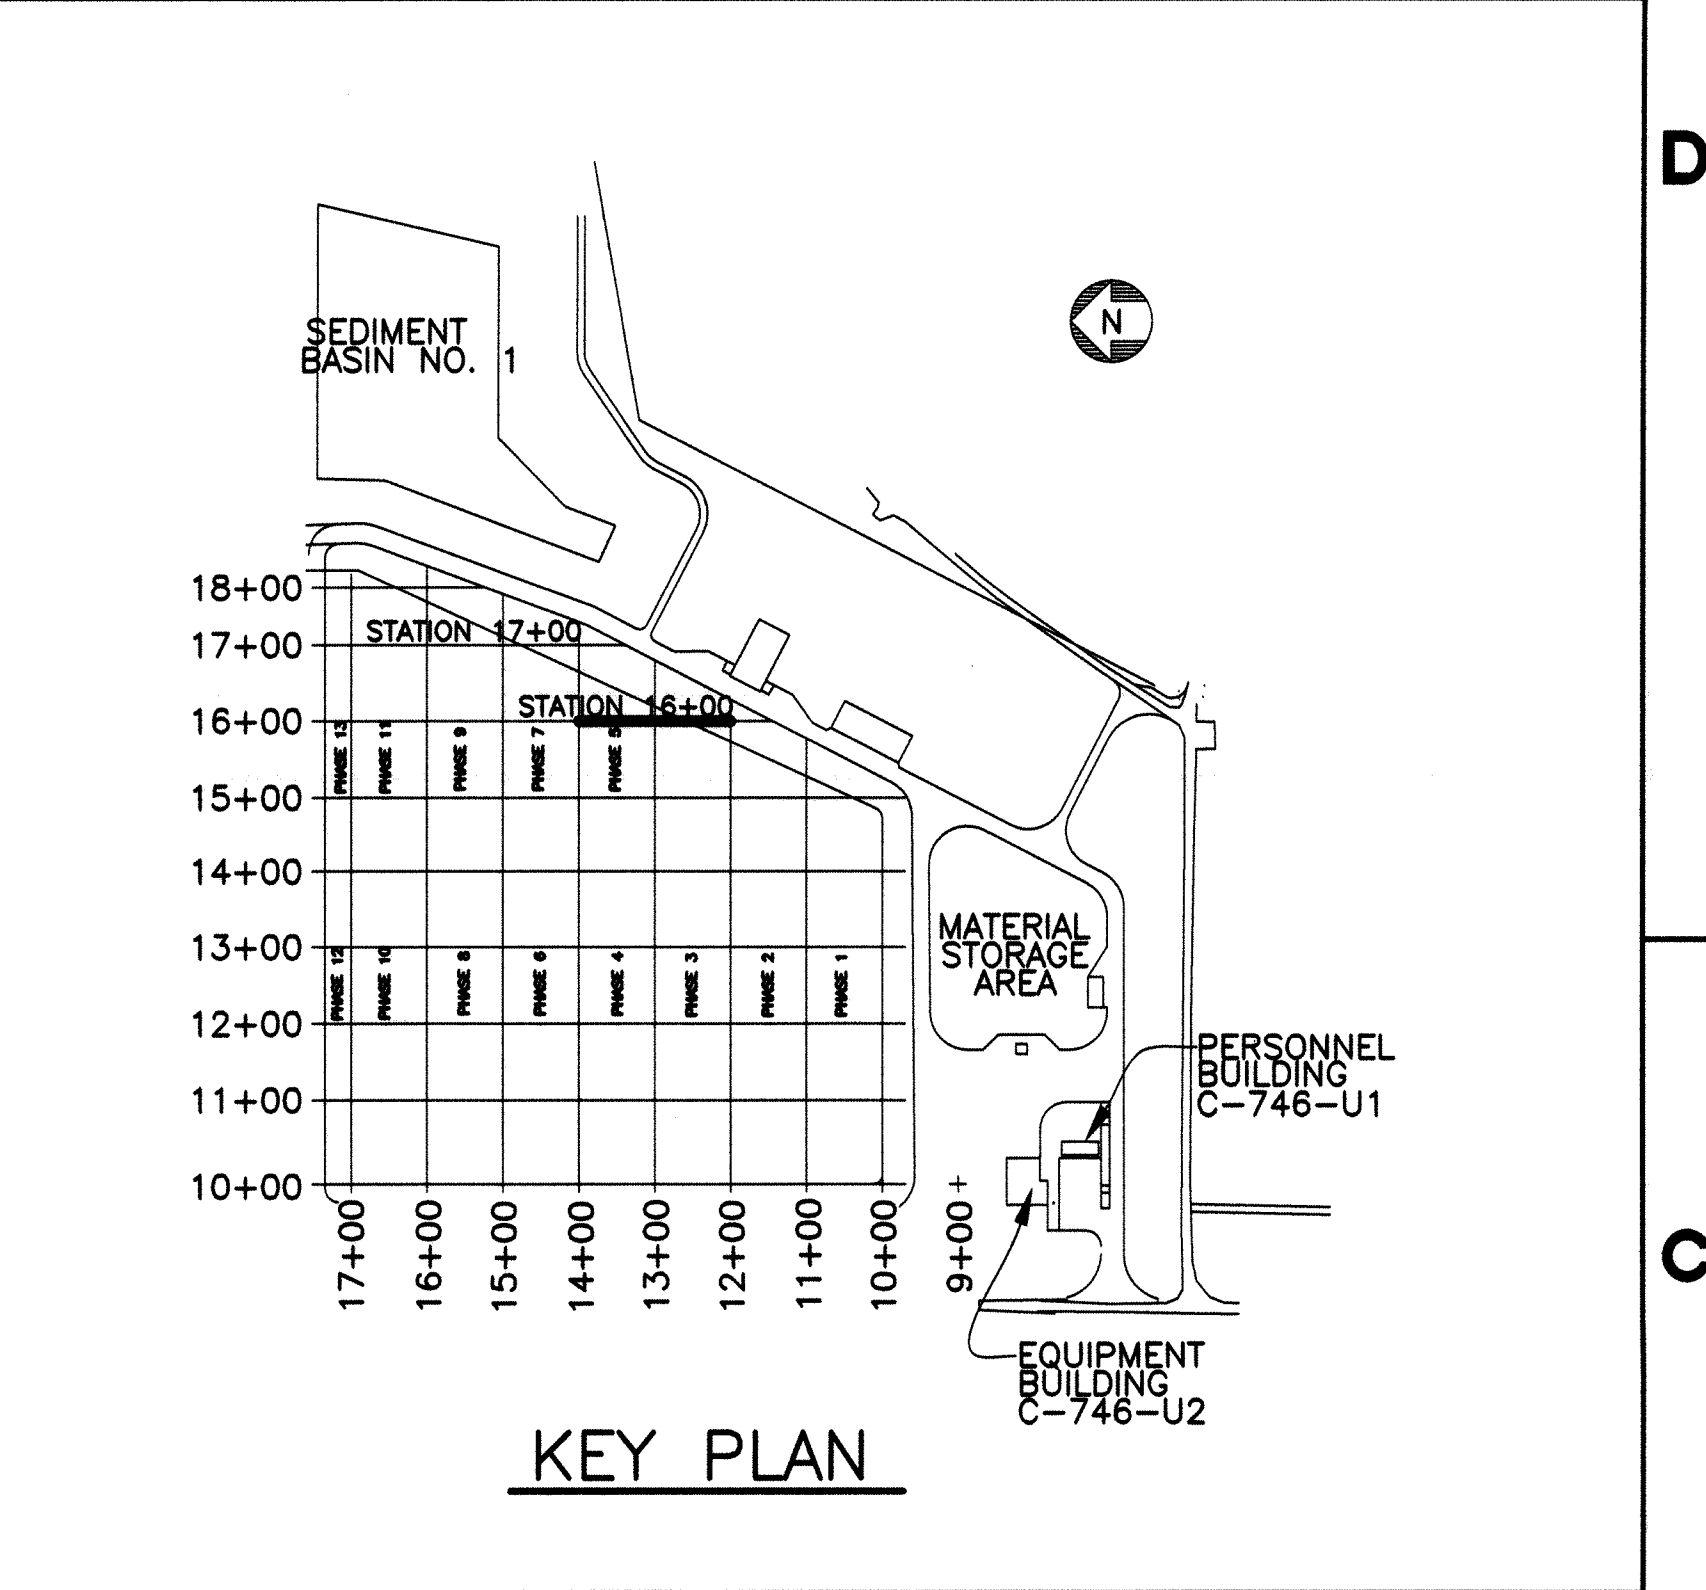 D
N
SEDIMENT
BASIN NO. 1
18+00
STATION 17+00
17+00
STATION 16+00
16+00
PHASE 13
PHASE 11
PHASE 9
PHASE 7
PHASE 5
15+00
14+00
MATERIAL
STORAGE
AREA
13+00
PHASE 12
PHASE 10
PHASE 8
PHASE 6
PHASE 4
PHASE 3
PHASE 2
PHASE 1
12+00
PERSONNEL
BUILDING
C-746-U1
11+00
10+00
17+00
16+00
15+00
14+00
13+00
12+00
11+00
10+00
9+00+
C
EQUIPMENT
BUILDING
C-746-U2
KEY PLAN